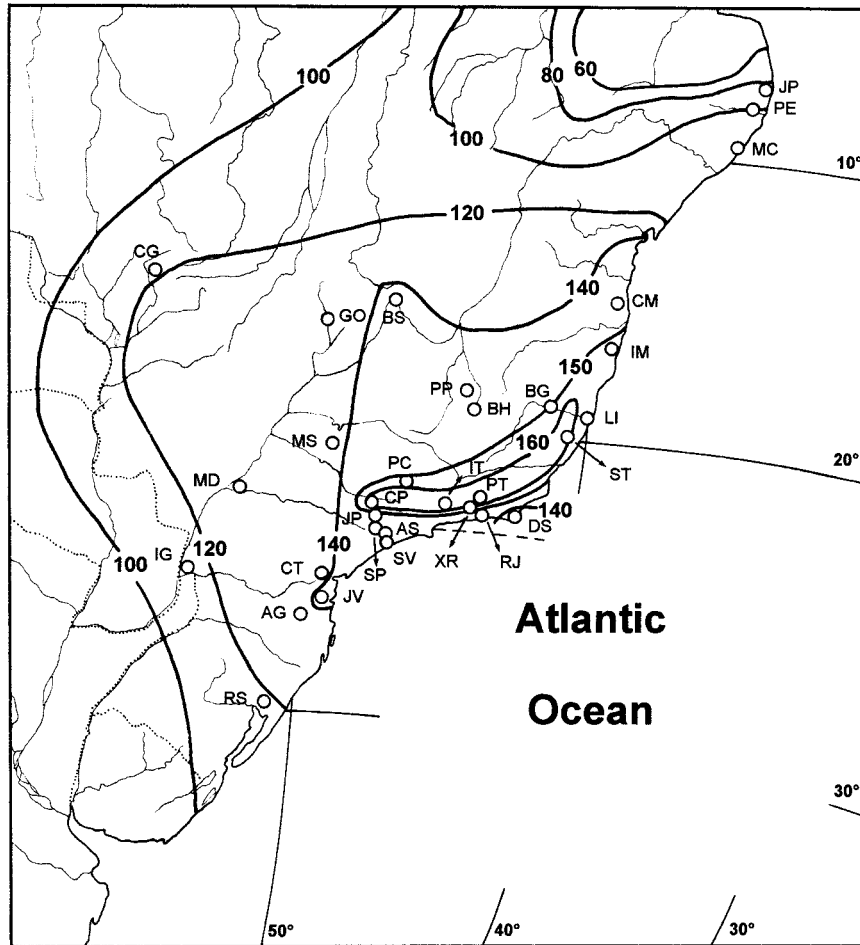 100
80
60
JP
PE
100
MC
10°
120
CG
140
GO
BS
CM
150
IM
PP
BH
BG
LI
160
MS
PC
IT
ST
20°
MD
CP
PT
JP
AS
140
DS
SV
SP
XR
RJ
IG
120
140
100
CT
JV
AG
Atlantic
RS
Ocean
30°
50°
40°
30°